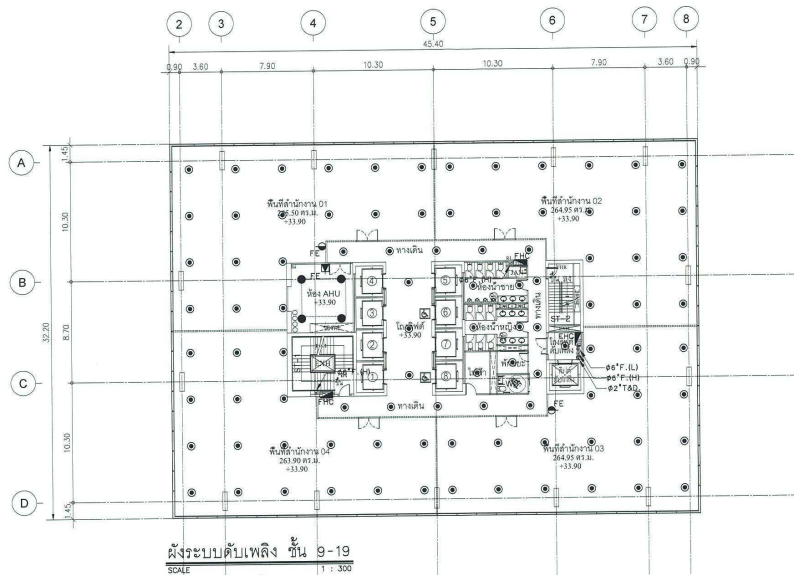 2 3 4 5 6 7 8
45.40
0.90 3.60 7.90 10.30 10.30 7.90 3.60 0.90
A
B
C
D
1.45
10.30
8.70
10.30
1.45
32.20
พื้นที่สำนักงาน 01
+33.90
พื้นที่สำนักงาน 02
264.95 ตร.ม.
+33.90
FE
ทางเดิน
FHC
FE
ห้อง AHU
+33.90
4
3
2
1
5
6
7
8
ห้องน้ำชาย
ห้องน้ำหญิง
ทางเดิน
โถงลิฟต์
+33.90
ST-2
ø6"F.(L)
ø6"F.(H)
ø2"T&D.
FHC
ทางเดิน
FE
พื้นที่สำนักงาน 04
263.90 ตร.ม.
+33.90
พื้นที่สำนักงาน 03
264.95 ตร.ม.
+33.90
ผังระบบดับเพลิง ชั้น 9-19
SCALE 1 : 300